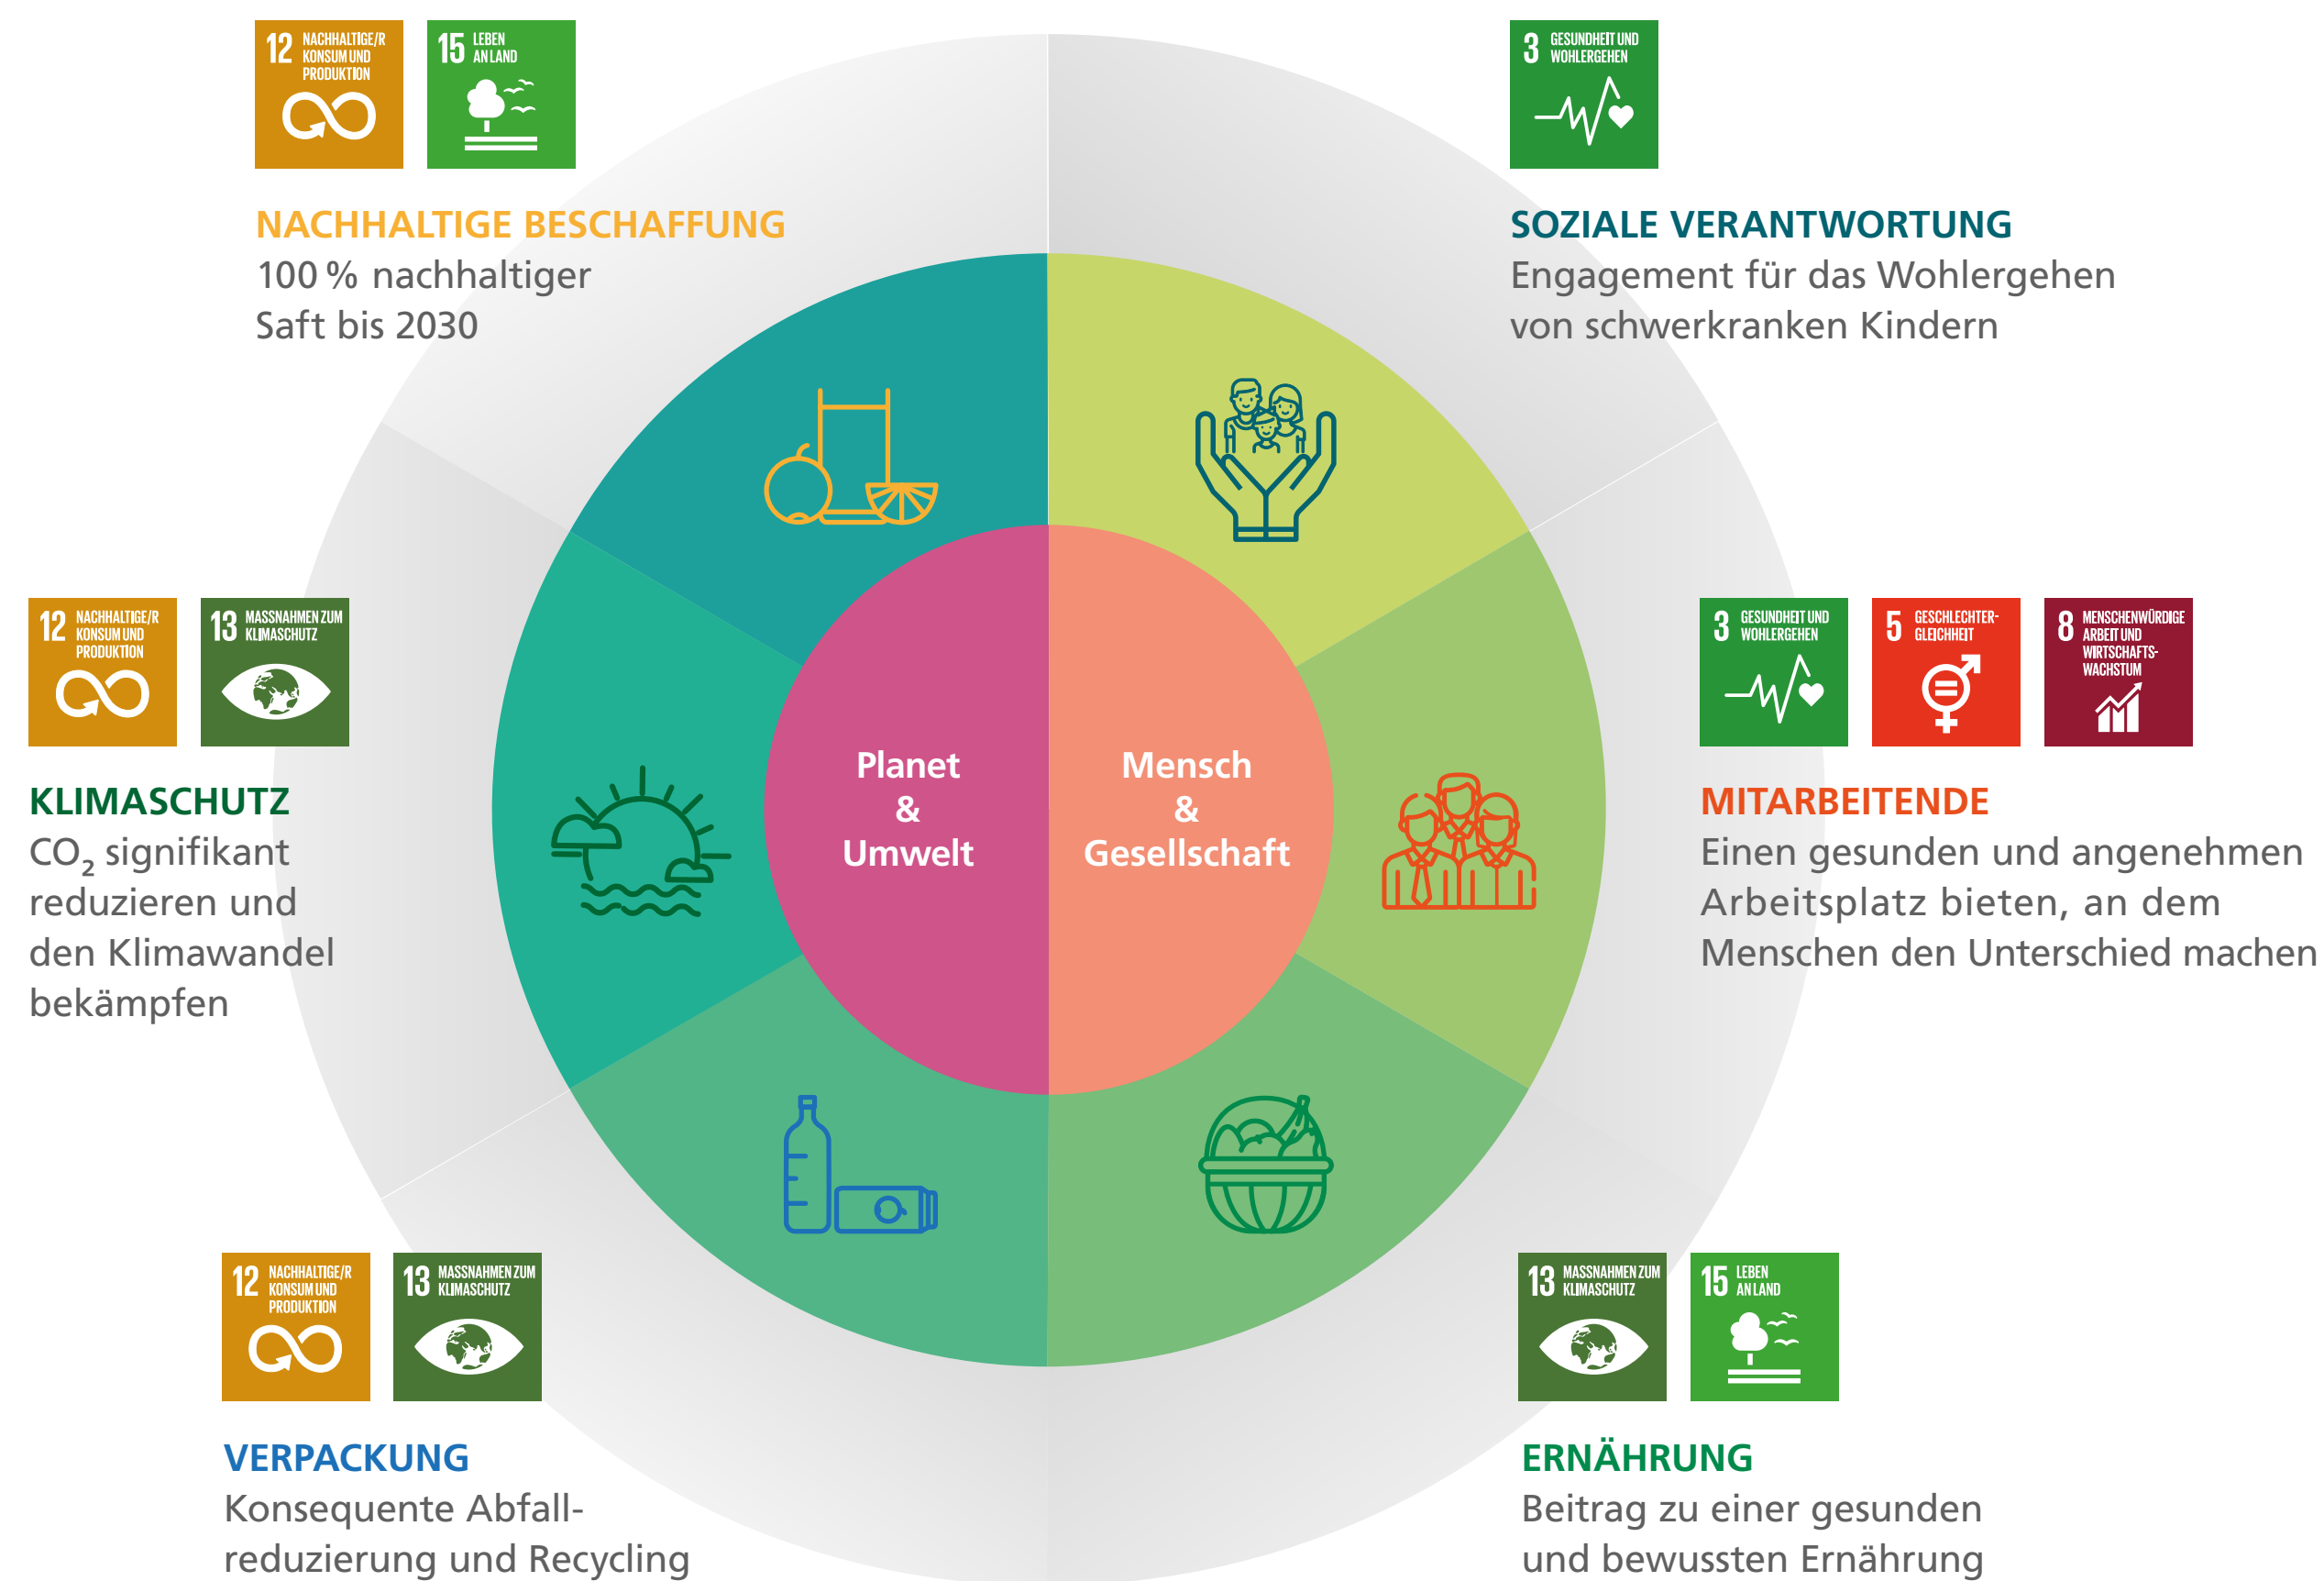 12 NACHHALTIGE/R
KONSUM UND
PRODUKTION
15 LEBEN
AN LAND
NACHHALTIGE BESCHAFFUNG
100 % nachhaltiger
Saft bis 2030
3 GESUNDHEIT UND
WOHLERGEHEN
SOZIALE VERANTWORTUNG
Engagement für das Wohlergehen
von schwerkranken Kindern
12 NACHHALTIGE/R
KONSUM UND
PRODUKTION
13 MASSNAHMEN ZUM
KLIMASCHUTZ
KLIMASCHUTZ
CO₂ signifikant
reduzieren und
den Klimawandel
bekämpfen
Planet
&
Umwelt
Mensch
&
Gesellschaft
3 GESUNDHEIT UND
WOHLERGEHEN
5 GESCHLECHTER-
GLEICHHEIT
8 MENSCHENWÜRDIGE
ARBEIT UND
WIRTSCHAFTS-
WACHSTUM
MITARBEITENDE
Einen gesunden und angenehmen
Arbeitsplatz bieten, an dem
Menschen den Unterschied machen
12 NACHHALTIGE/R
KONSUM UND
PRODUKTION
13 MASSNAHMEN ZUM
KLIMASCHUTZ
VERPACKUNG
Konsequente Abfall-
reduzierung und Recycling
13 MASSNAHMEN ZUM
KLIMASCHUTZ
15 LEBEN
AN LAND
ERNÄHRUNG
Beitrag zu einer gesunden
und bewussten Ernährung